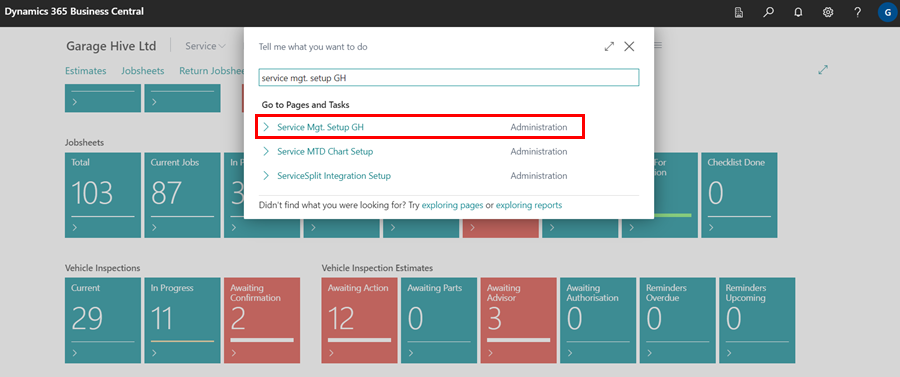 Dynamics 365 Business Central
G
Garage Hive Ltd
Service
Tell me what you want to do
Estimates Jobsheets Return Jobshee
service mgt. setup GH
Go to Pages and Tasks
Service Mgt. Setup GH Administration
Service MTD Chart Setup Administration
ServiceSplit Integration Setup Administration
Didn't find what you were looking for? Try exploring pages or exploring reports
Jobsheets
Total
103
Current Jobs
87
In P
Checklist Done
0
Vehicle Inspections
Current
29
In Progress
11
Awaiting
Confirmation
2
Vehicle Inspection Estimates
Awaiting Action
12
Awaiting Parts
0
Awaiting
Advisor
3
Awaiting
Authorisation
0
Reminders
Overdue
0
Reminders
Upcoming
0